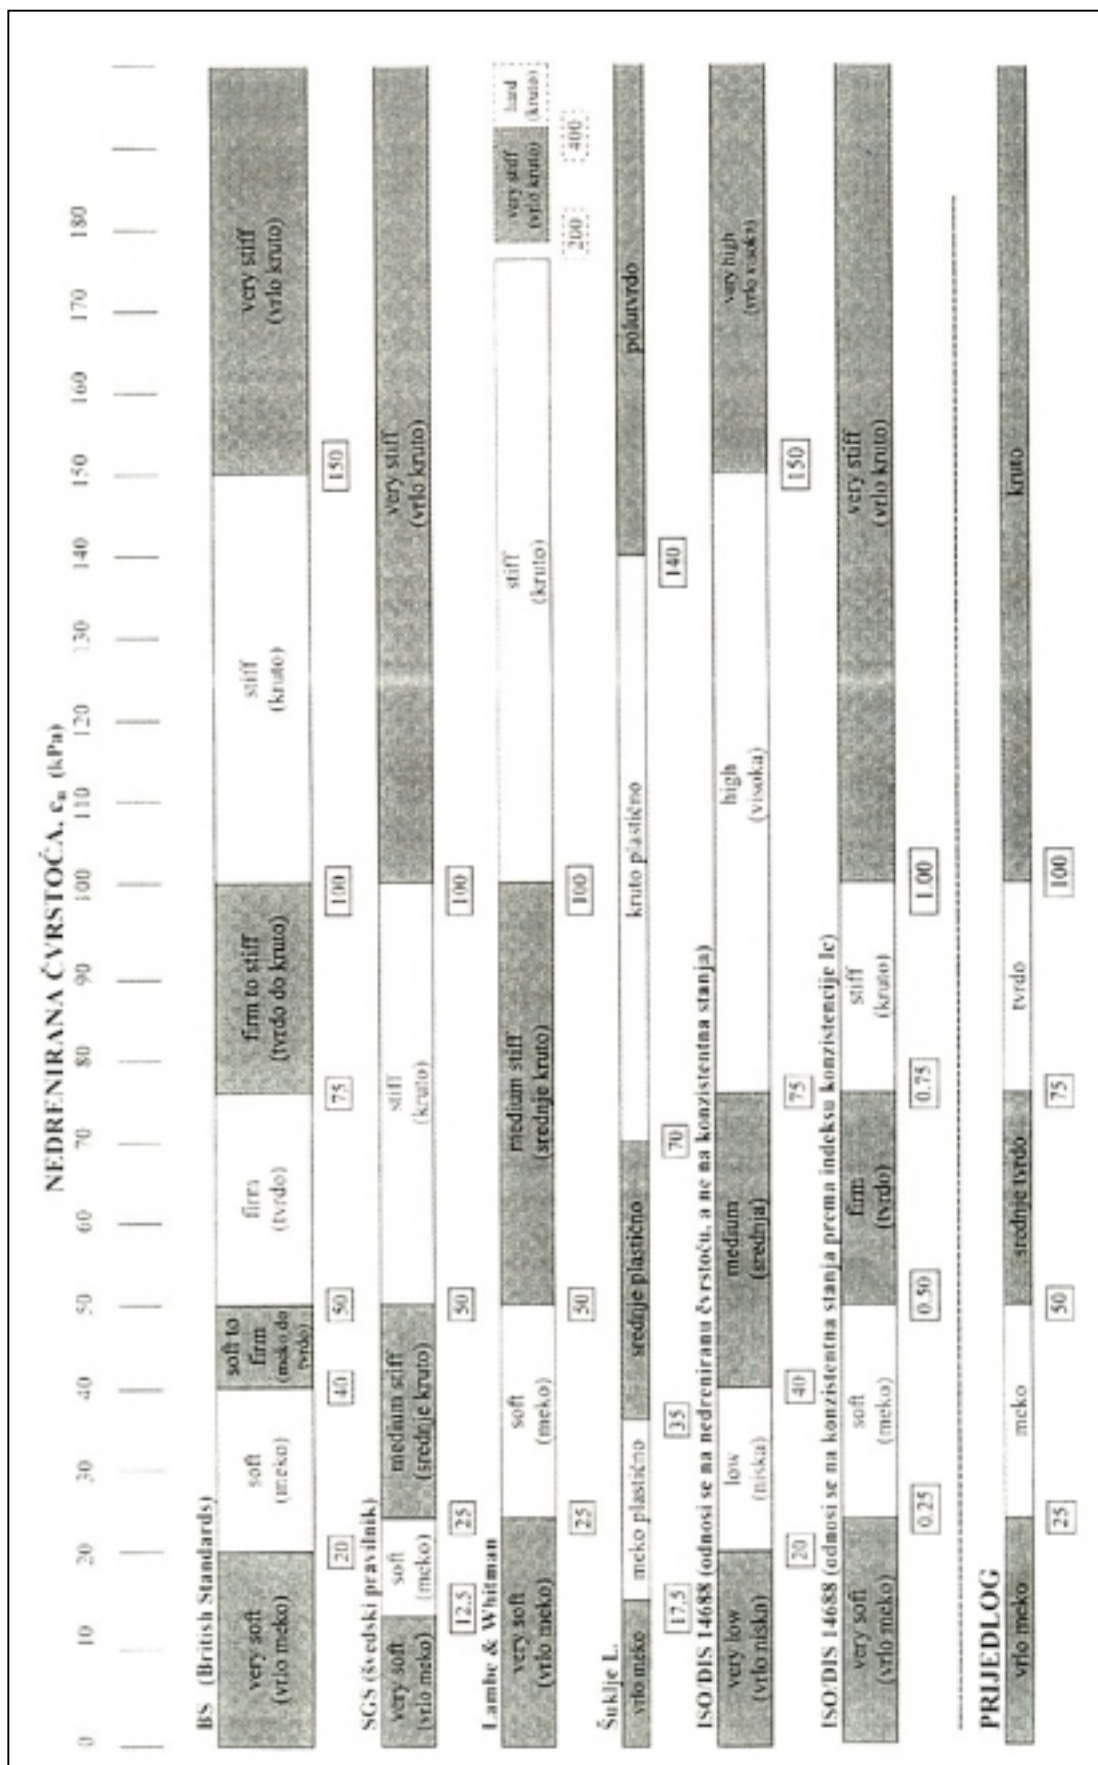 NEDRENIRANA ČVRSTOĆA, cu (kPa)
0 10 20 30 40 50 60 70 80 90 100 110 120 130 140 150 160 170 180
BS (British Standards)
very soft
(vrlo meko)
soft
(meko)
soft to
firm
(meko do
tvrdo)
firm
(tvrdo)
firm to stiff
(tvrdo do kruto)
stiff
(kruto)
very stiff
(vrlo kruto)
20 40 50 75 100 150
SGS (švedski pravilnik)
very soft
(vrlo meko)
soft
(meko)
medium stiff
(srednje kruto)
stiff
(kruto)
very stiff
(vrlo kruto)
12.5 25 50 100
Lambe & Whitman
very soft
(vrlo meko)
soft
(meko)
medium stiff
(srednje kruto)
stiff
(kruto)
very stiff
(vrlo kruto)
hard
(kruto)
25 50 100 200 400
Šuklje L.
vrlo meko
meko plastično
srednje plastično
kruto plastično
polutvrdo
17.5 35 70 140
ISO/DIS 14688 (odnosi se na nedreniranu čvrstoću, a ne na konzistentna stanja)
very low
(vrlo niska)
low
(niska)
medium
(srednja)
high
(visoka)
very high
(vrlo visoka)
20 40 75 150
ISO/DIS 14688 (odnosi se na konzistentna stanja prema indeksu konzistencije Ic)
very soft
(vrlo meko)
soft
(meko)
firm
(tvrdo)
stiff
(kruto)
very stiff
(vrlo kruto)
0.25 0.50 0.75 1.00
PRIJEDLOG
vrlo meko
meko
srednje tvrdo
tvrdo
kruto
25 50 75 100